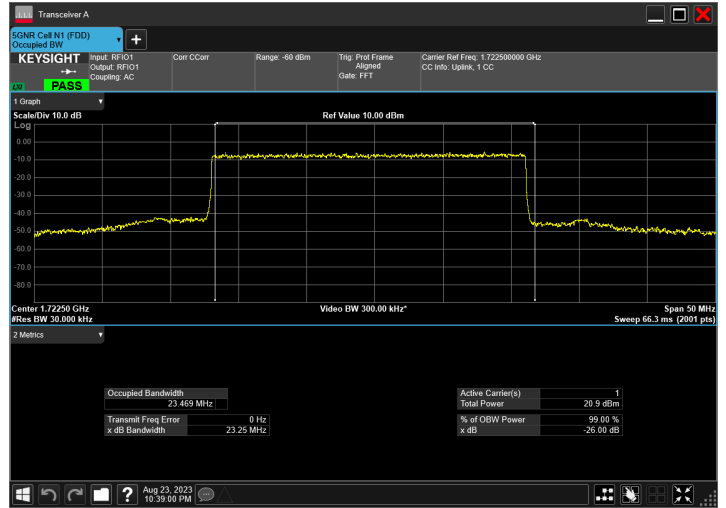 Transceiver A
5GNR Cell N1 (FDD)
Occupied BW
KEYSIGHT
Input: RFIO1
Output: RFIO1
Coupling: AC
Corr CCorr
Range: -60 dBm
Trig: Prot Frame
Aligned
Gate: FFT
Carrier Ref Freq: 1.722500000 GHz
CC Info: Uplink, 1 CC
LXI PASS
1 Graph
Scale/Div 10.0 dB
Ref Value 10.00 dBm
Log
0.00
-10.0
-20.0
-30.0
-40.0
-50.0
-60.0
-70.0
-80.0
Center 1.72250 GHz
Video BW 300.00 kHz*
Span 50 MHz
#Res BW 30.000 kHz
Sweep 66.3 ms (2001 pts)
2 Metrics
Occupied Bandwidth
23.469 MHz
Transmit Freq Error 0 Hz
x dB Bandwidth 23.25 MHz
Active Carrier(s) 1
Total Power 20.9 dBm
% of OBW Power 99.00 %
x dB -26.00 dB
Aug 23, 2023
10:39:00 PM